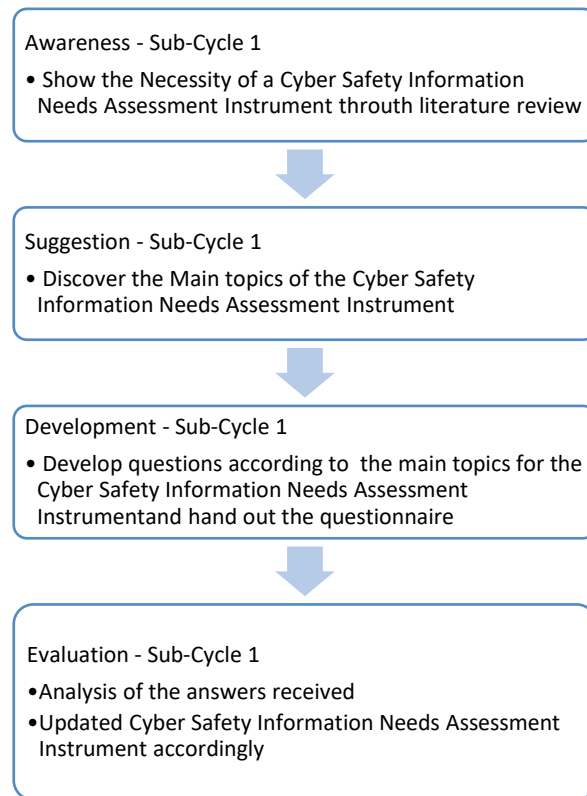 Awareness - Sub-Cycle 1
• Show the Necessity of a Cyber Safety Information
Needs Assessment Instrument throuth literature review
Suggestion - Sub-Cycle 1
• Discover the Main topics of the Cyber Safety
Information Needs Assessment Instrument
Development - Sub-Cycle 1
• Develop questions according to  the main topics for the
Cyber Safety Information Needs Assessment
Instrumentand hand out the questionnaire
Evaluation - Sub-Cycle 1
•Analysis of the answers received
•Updated Cyber Safety Information Needs Assessment
Instrument accordingly